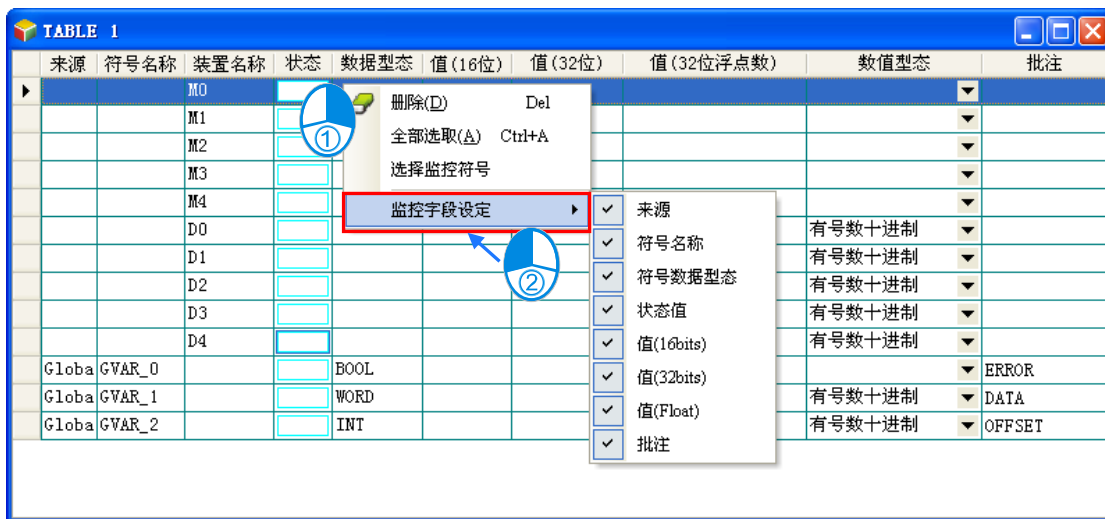 TABLE 1
来源 符号名称 装置名称 状态 数据型态 值(16位) 值(32位) 值(32位浮点数) 数值型态 批注
M0
删除(D) Del
M1
①
全部选取(A) Ctrl+A
M2
选择监控符号
M3
监控字段设定
M4
来源
D0 有号数十进制
符号名称
D1 有号数十进制
②
符号数据型态
D2 有号数十进制
状态值
D3 有号数十进制
值(16bits)
D4 有号数十进制
Globa GVAR_0 BOOL ERROR
值(32bits)
Globa GVAR_1 WORD 有号数十进制 DATA
值(Float)
Globa GVAR_2 INT 有号数十进制 OFFSET
批注